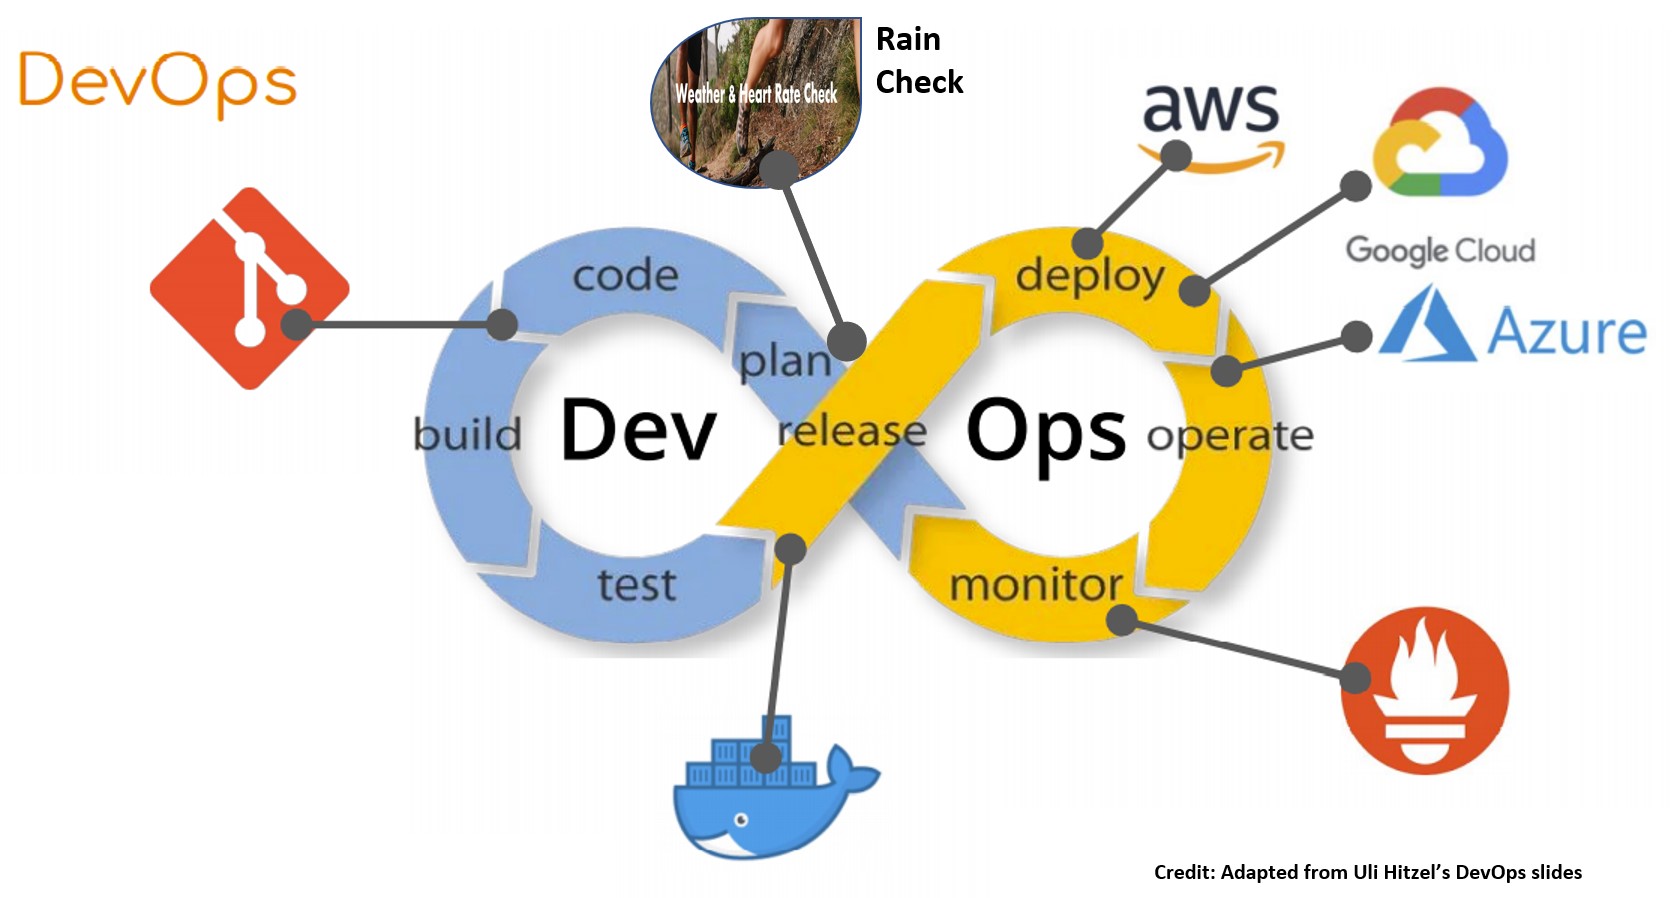 DevOps
Rain
Check
Weather & Heart Rate Check
aws
Google Cloud
Azure
code
deploy
plan
build
Dev
release
Ops
operate
test
monitor
Credit: Adapted from Uli Hitzel’s DevOps slides